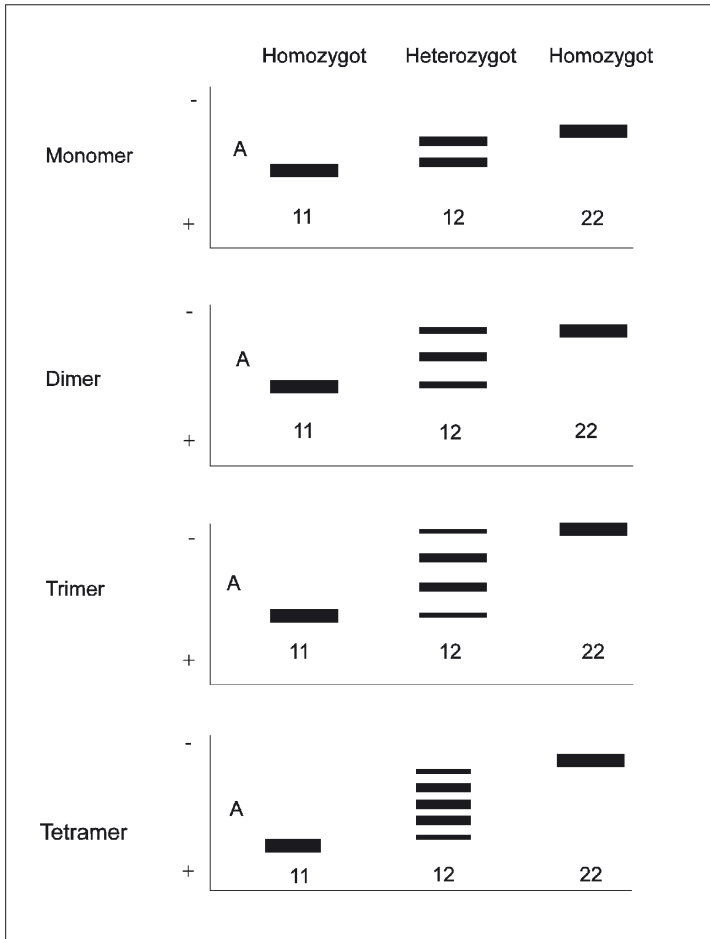 Homozygot Heterozygot Homozygot
-
Monomer A
+ 11 12 22
-
Dimer A
+ 11 12 22
-
Trimer A
11 12 22
+
-
Tetramer A
+ 11 12 22